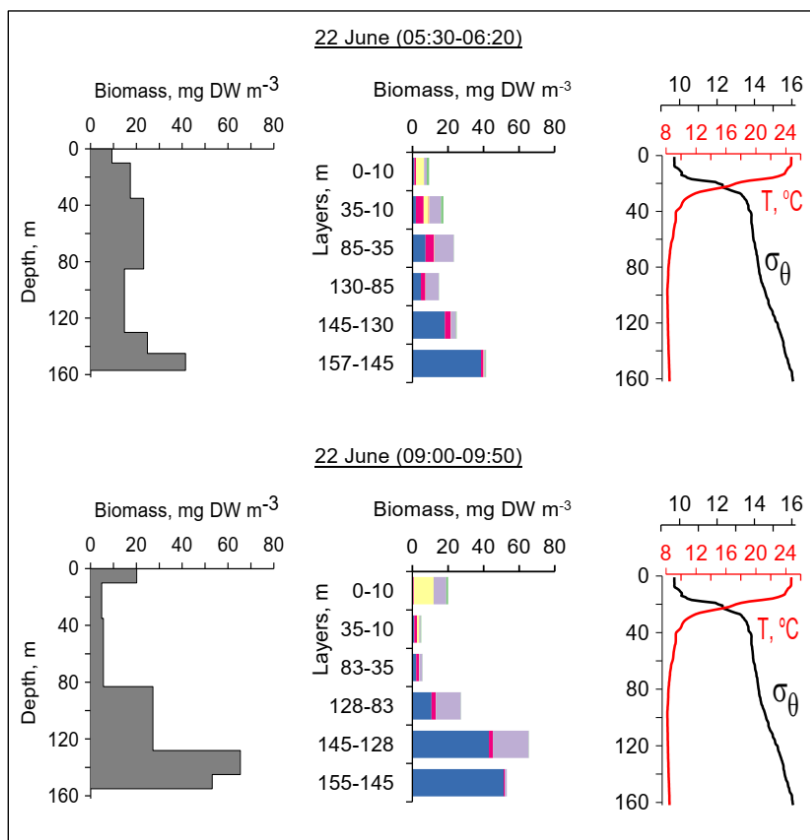 22 June (05:30-06:20)
Biomass, mg DW m-3
0 20 40 60 80
Depth, m
0
40
80
120
160
Biomass, mg DW m-3
0 20 40 60 80
Layers, m
0-10
35-10
85-35
130-85
145-130
157-145
10 12 14 16
8 12 16 20 24
T, ºC
σθ
0
40
80
120
160
22 June (09:00-09:50)
Biomass, mg DW m-3
0 20 40 60 80
Depth, m
0
40
80
120
160
Biomass, mg DW m-3
0 20 40 60 80
Layers, m
0-10
35-10
83-35
128-83
145-128
155-145
10 12 14 16
8 12 16 20 24
T, ºC
σθ
0
40
80
120
160